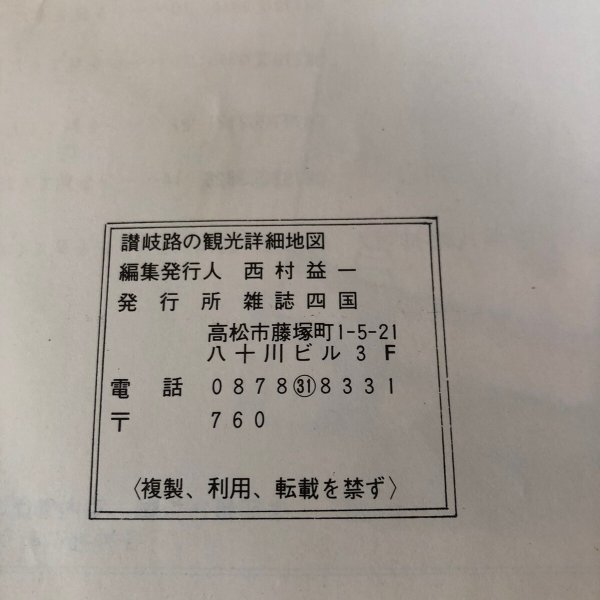 讃岐路の観光詳細地図
編集発行人 西村益一
発行所 雑誌四国
高松市藤塚町1-5-21
八十川ビル3F
電話 0878㉛8331
〒 760
〈複製、利用、転載を禁ず〉